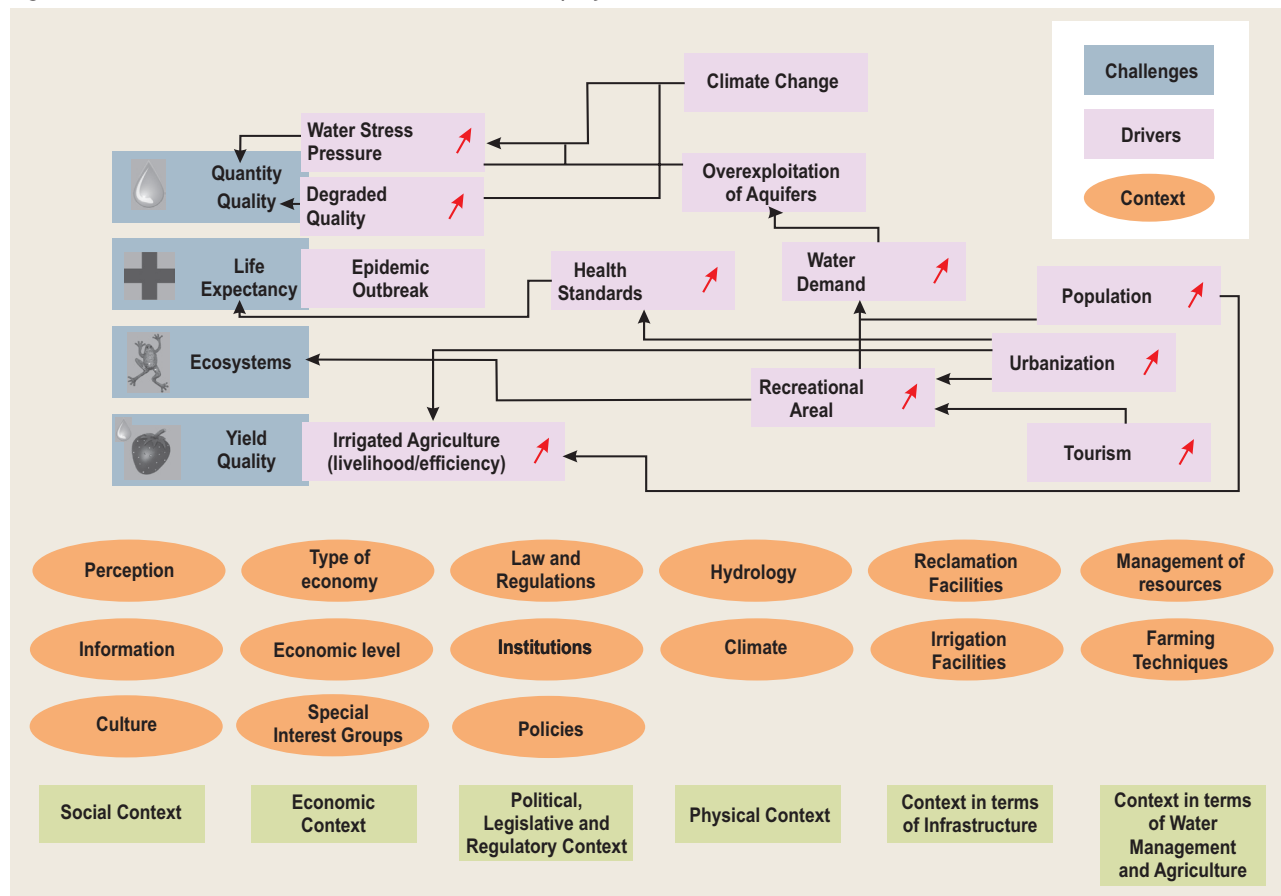 Climate Change
Challenges
Drivers
Context
Water Stress
Pressure
Quantity
Quality
Degraded
Quality
Overexploitation
of Aquifers
Life
Expectancy
Epidemic
Outbreak
Health
Standards
Water
Demand
Population
Ecosystems
Urbanization
Recreational
Areal
Yield
Quality
Irrigated Agriculture
(livelihood/efficiency)
Tourism
Perception
Type of
economy
Law and
Regulations
Hydrology
Reclamation
Facilities
Management of
resources
Information
Economic level
Institutions
Climate
Irrigation
Facilities
Farming
Techniques
Culture
Special
Interest Groups
Policies
Social Context
Economic
Context
Political,
Legislative and
Regulatory Context
Physical Context
Context in terms
of Infrastructure
Context in terms
of Water
Management
and Agriculture